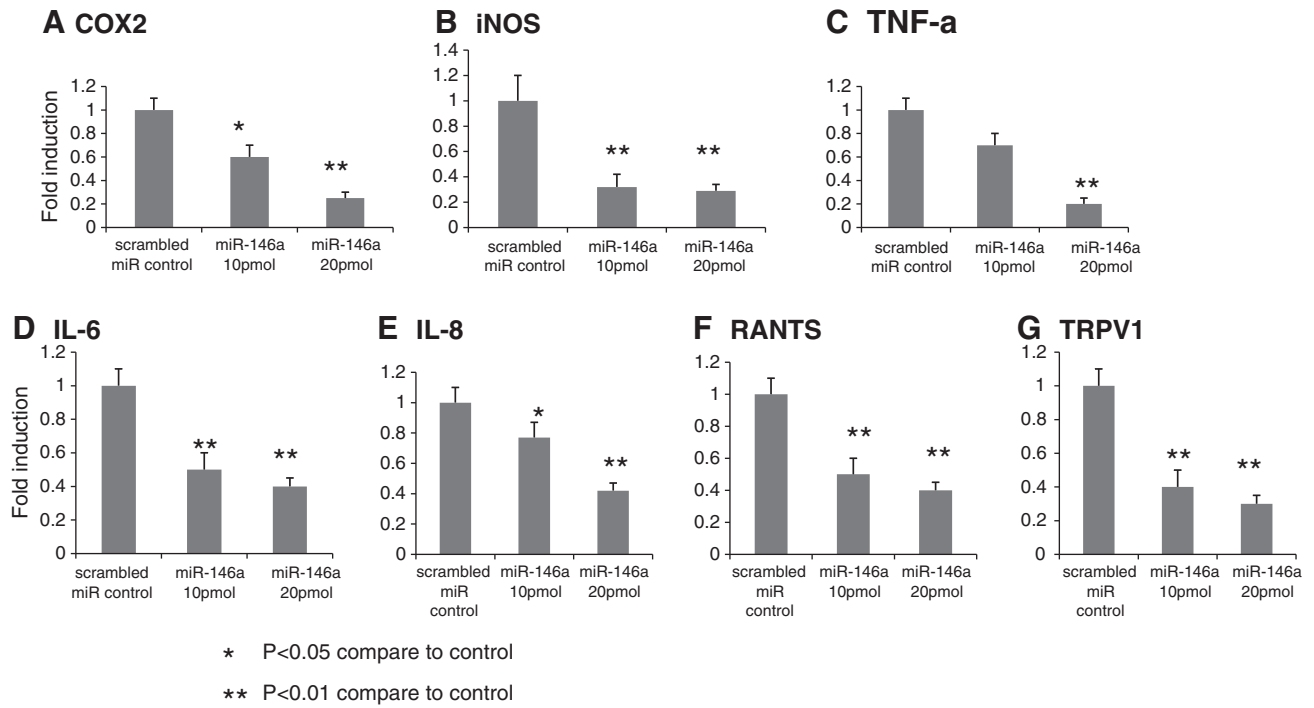 A COX2
Fold induction
1.2
1
0.8
0.6
0.4
0.2
0
*
**
scrambled miR-146a miR-146a
miR control 10pmol 20pmol
B iNOS
1.4
1.2
1
0.8
0.6
0.4
0.2
0
** **
scrambled miR-146a miR-146a
miR control 10pmol 20pmol
C TNF-a
1.2
1
0.8
0.6
0.4
0.2
0
**
scrambled miR-146a miR-146a
miR control 10pmol 20pmol
D IL-6
Fold induction
1.2
1
0.8
0.6
0.4
0.2
0
** **
scrambled miR-146a miR-146a
miR control 10pmol 20pmol
E IL-8
1.2
1
0.8
0.6
0.4
0.2
0
*
**
scrambled miR-146a miR-146a
miR 10pmol 20pmol
control
F RANTS
1.2
1
0.8
0.6
0.4
0.2
0
**
**
scrambled miR-146a miR-146a
miR 10pmol 20pmol
control
G TRPV1
1.2
1
0.8
0.6
0.4
0.2
0
** **
scrambled miR-146a miR-146a
miR 10pmol 20pmol
control
* P<0.05 compare to control
** P<0.01 compare to control